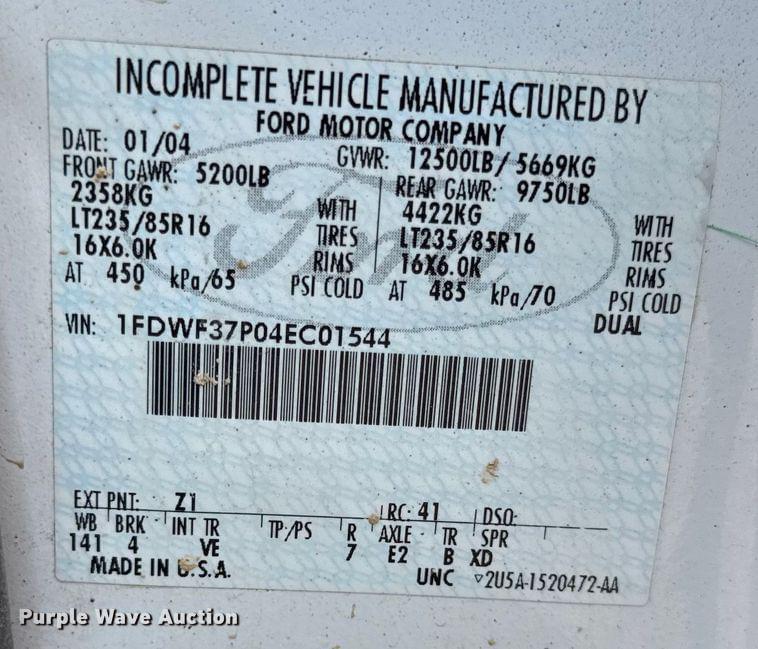 INCOMPLETE VEHICLE MANUFACTURED BY
FORD MOTOR COMPANY
DATE: 01/04 GVWR: 12500LB/ 5669KG
FRONT GAWR: 5200LB REAR GAWR: 9750LB
2358KG WITH 4422KG WITH
LT235/85R16 TIRES LT235/85R16 TIRES
16X6.0K RIMS 16X6.0K RIMS
AT 450 kPa/65 PSI COLD AT 485 kPa/70 PSI COLD
DUAL
Ford
VIN: 1FDWF37P04EC01544
EXT PNT: Z1 RC: 41 DSO:
WB BRK INT TR TP/PS R AXLE TR SPR
141 4 VE 7 E2 B XD
MADE IN U.S.A. UNC ▽2U5A-1520472-AA
Purple Wave Auction